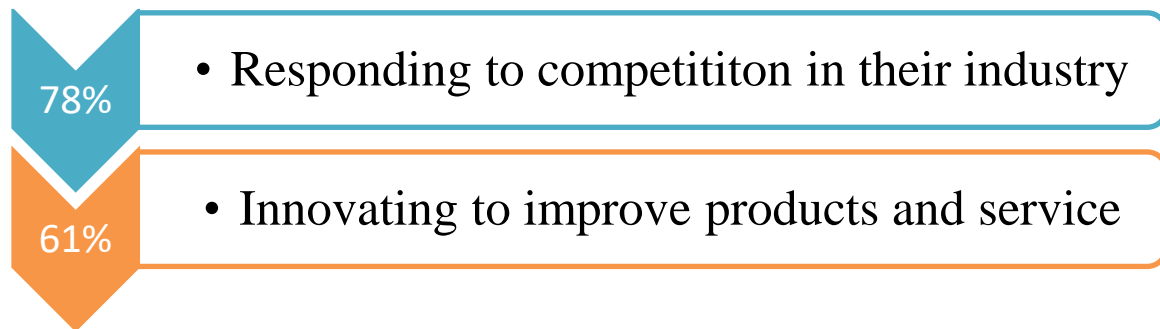 78%
• Responding to competititon in their industry
61%
• Innovating to improve products and service